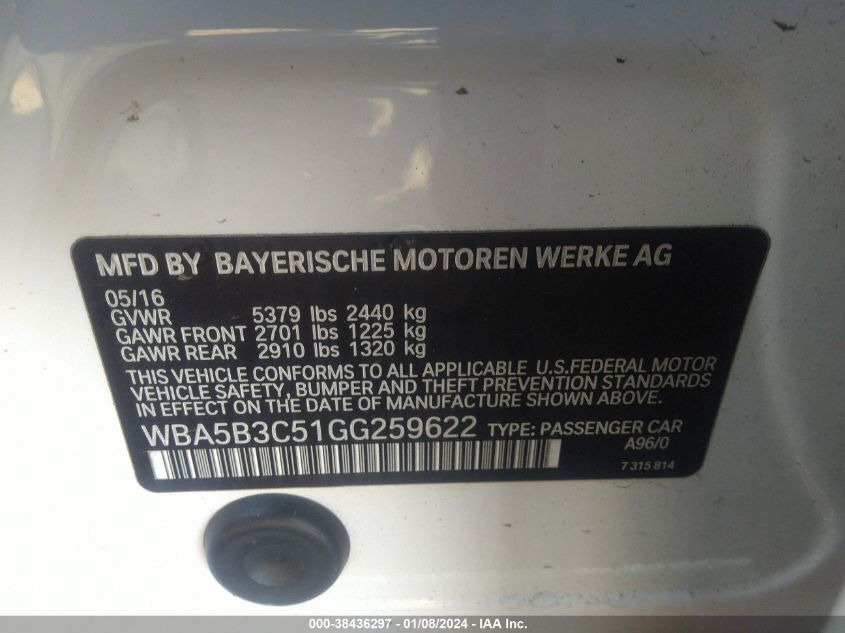 MFD BY BAYERISCHE MOTOREN WERKE AG
05/16
GVWR 5379 lbs 2440 kg
GAWR FRONT 2701 lbs 1225 kg
GAWR REAR 2910 lbs 1320 kg
THIS VEHICLE CONFORMS TO ALL APPLICABLE U.S.FEDERAL MOTOR
VEHICLE SAFETY, BUMPER AND THEFT PREVENTION STANDARDS
IN EFFECT ON THE DATE OF MANUFACTURE SHOWN ABOVE.
WBA5B3C51GG259622 TYPE: PASSENGER CAR
A96/0
7 315 814
000-38436297 - 01/08/2024 - IAA Inc.